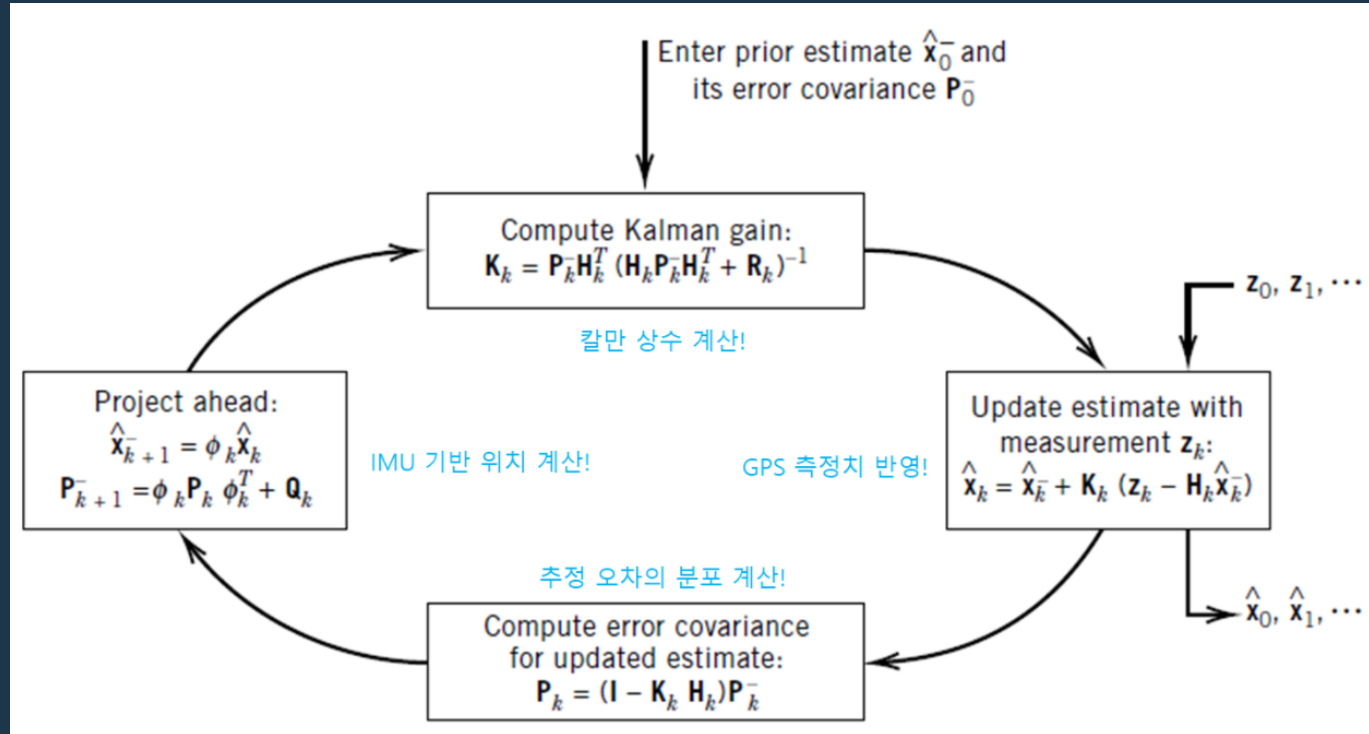 Enter prior estimate x̂₀⁻ and
its error covariance P₀⁻
Compute Kalman gain:
Kₖ = Pₖ⁻Hₖᵀ (HₖPₖ⁻Hₖᵀ + Rₖ)⁻¹
칼만 상수 계산!
z₀, z₁, ⋯
Project ahead:
x̂⁻ₖ₊₁ = ϕₖx̂ₖ
P⁻ₖ₊₁ = ϕₖPₖ ϕₖᵀ + Qₖ
IMU 기반 위치 계산!
GPS 측정치 반영!
Update estimate with
measurement zₖ:
x̂ₖ = x̂ₖ⁻ + Kₖ (zₖ – Hₖx̂ₖ⁻)
추정 오차의 분포 계산!
x̂₀, x̂₁, ⋯
Compute error covariance
for updated estimate:
Pₖ = (I – Kₖ Hₖ)Pₖ⁻